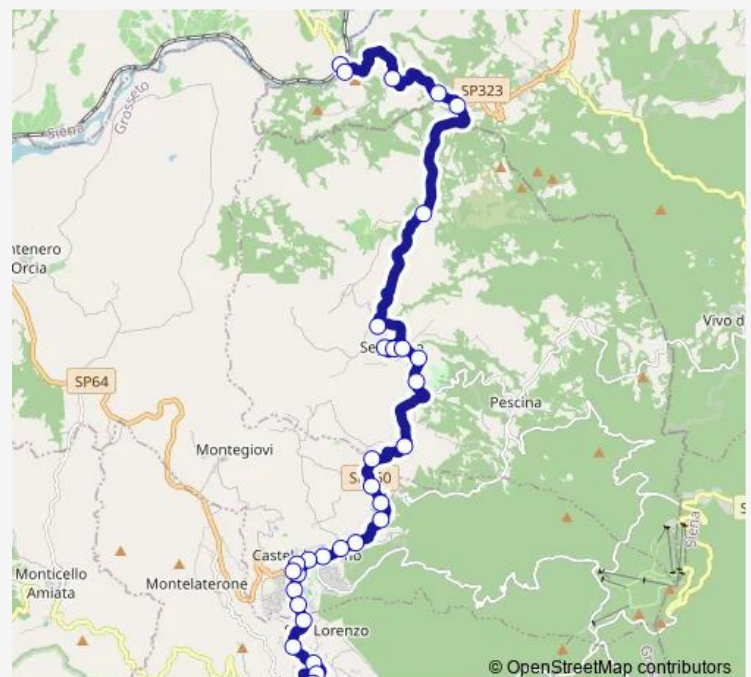 SP323
Siena
Grosseto
ntenero
Orcia
Vivo d
SP64
Pescina
Montegiovi
Siena
Monticello
Amiata
Montelaterone
Lorenzo
© OpenStreetMap contributors